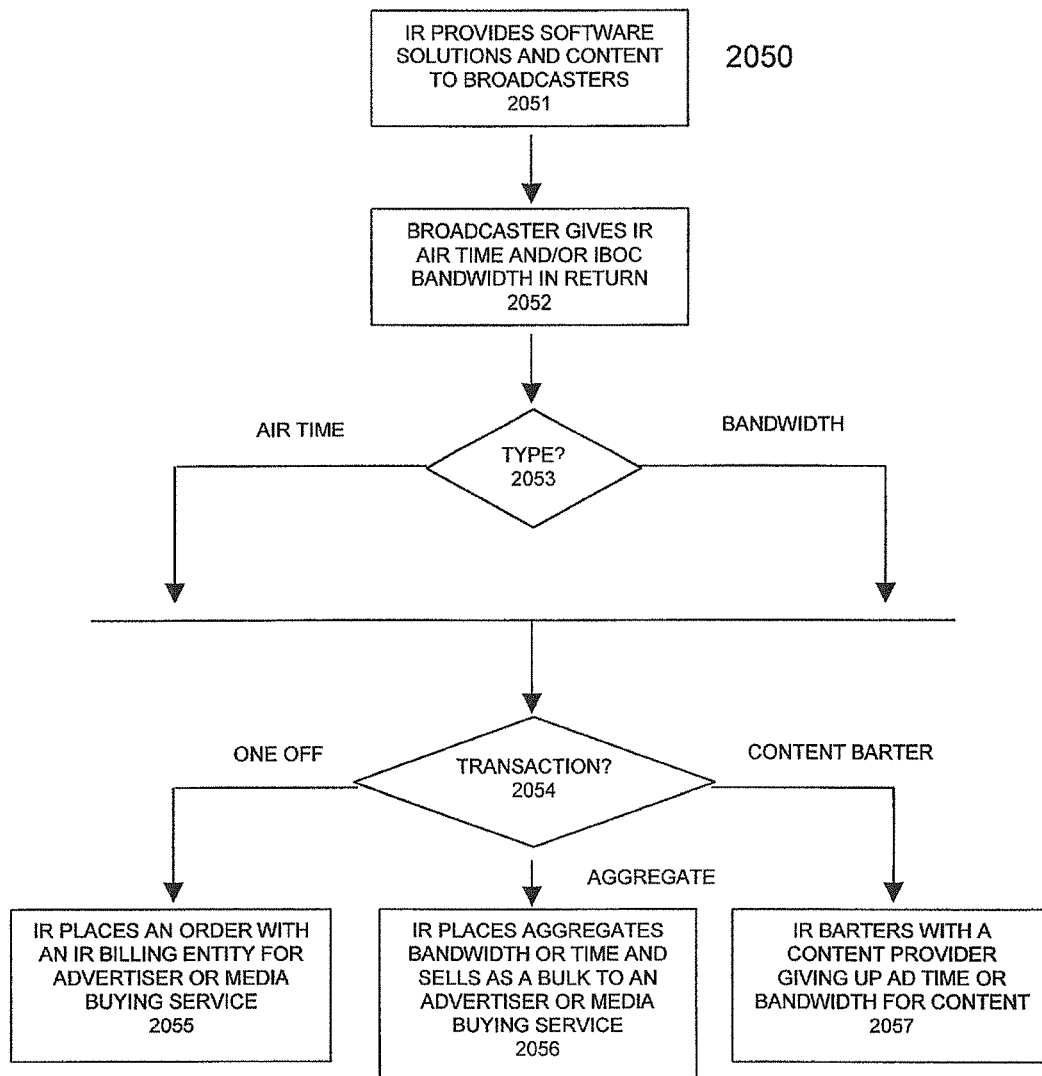 IR PROVIDES SOFTWARE
SOLUTIONS AND CONTENT
TO BROADCASTERS
2051
2050
BROADCASTER GIVES IR
AIR TIME AND/OR IBOC
BANDWIDTH IN RETURN
2052
AIR TIME
BANDWIDTH
TYPE?
2053
ONE OFF
CONTENT BARTER
TRANSACTION?
2054
AGGREGATE
IR PLACES AN ORDER WITH
AN IR BILLING ENTITY FOR
ADVERTISER OR MEDIA
BUYING SERVICE
2055
IR PLACES AGGREGATES
BANDWIDTH OR TIME AND
SELLS AS A BULK TO AN
ADVERTISER OR MEDIA
BUYING SERVICE
2056
IR BARTERS WITH A
CONTENT PROVIDER
GIVING UP AD TIME OR
BANDWIDTH FOR CONTENT
2057